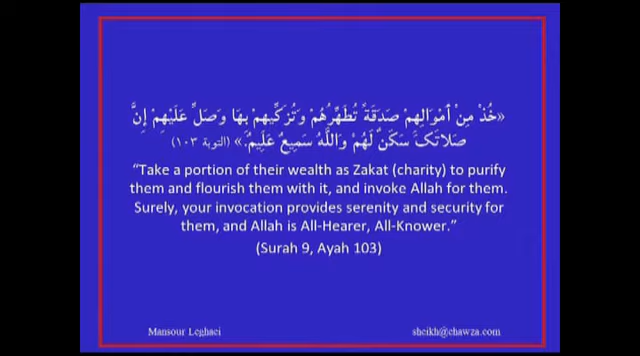 «خُذْ مِنْ أَمْوَالِهِمْ صَدَقَةً تُطَهِّرُهُمْ وَتُزَكِّيهِمْ بِهَا وَصَلِّ عَلَيْهِمْ إِنَّ
صَلاتَكَ سَكَنٌ لَهُمْ وَاللَّهُ سَمِيعٌ عَلِيمٌ.» (التوبة ١٠٣)
“Take a portion of their wealth as Zakat (charity) to purify
them and flourish them with it, and invoke Allah for them.
Surely, your invocation provides serenity and security for
them, and Allah is All-Hearer, All-Knower.”
(Surah 9, Ayah 103)
Mansour Leghaei sheikh@ehawza.com